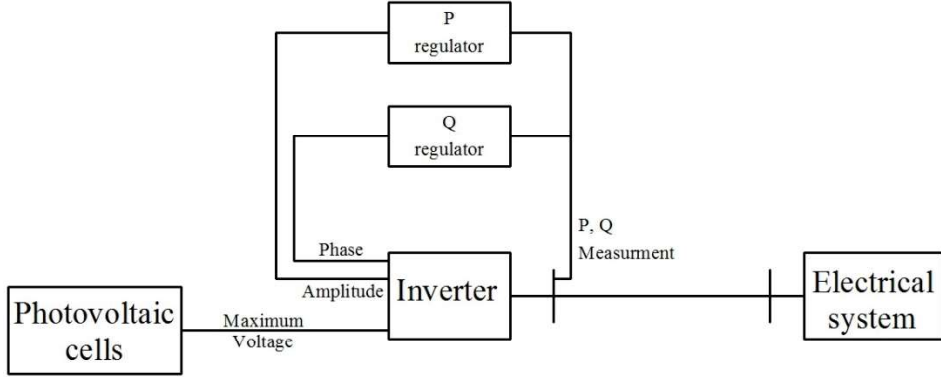 P
regulator
Q
regulator
P, Q
Measurment
Phase
Amplitude
Inverter
Electrical
system
Photovoltaic
cells
Maximum
Voltage